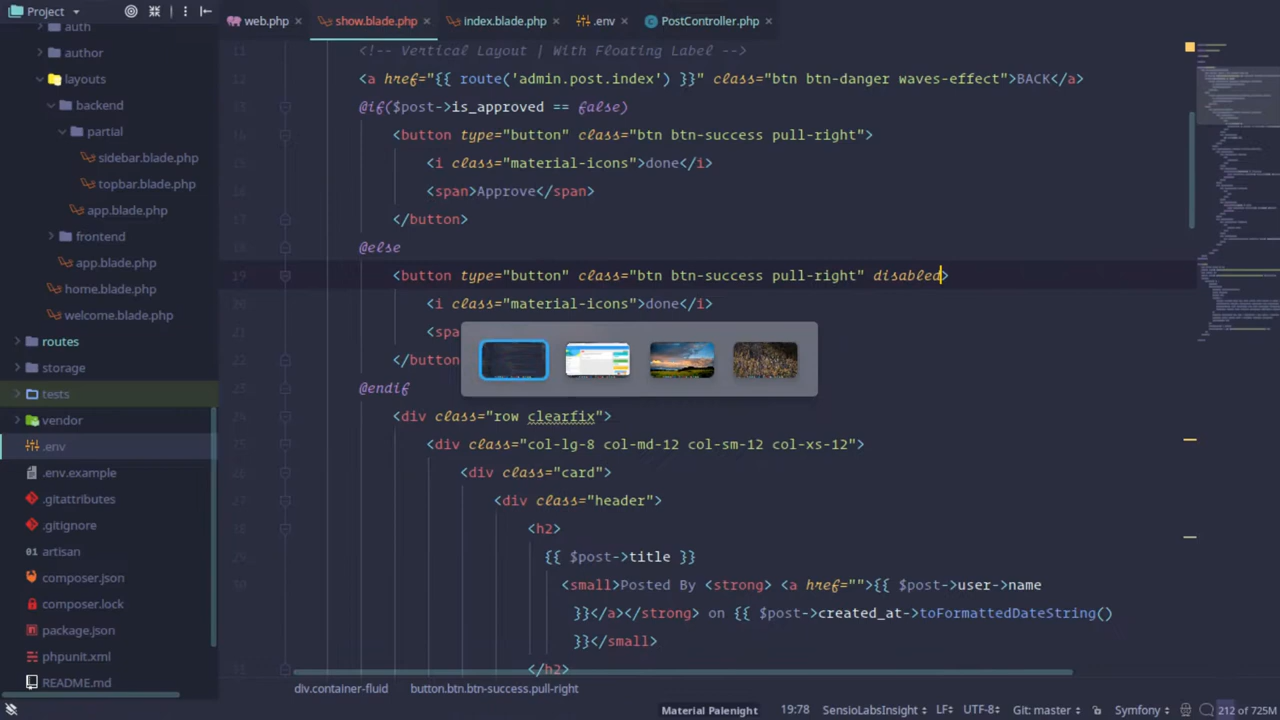 Project
web.php
show.blade.php
index.blade.php
.env
PostController.php
auth
author
layouts
backend
partial
sidebar.blade.php
topbar.blade.php
app.blade.php
frontend
app.blade.php
home.blade.php
welcome.blade.php
routes
storage
tests
vendor
.env
.env.example
.gitattributes
.gitignore
artisan
composer.json
composer.lock
package.json
phpunit.xml
README.md
<!-- Vertical Layout | With Floating Label -->
<a href="{{ route('admin.post.index') }}" class="btn btn-danger waves-effect">BACK</a>
@if($post->is_approved == false)
<button type="button" class="btn btn-success pull-right">
<i class="material-icons">done</i>
<span>Approve</span>
</button>
@else
19 <button type="button" class="btn btn-success pull-right" disabled>
<i class="material-icons">done</i>
<spa
</button
@endif
<div class="row clearfix">
<div class="col-lg-8 col-md-12 col-sm-12 col-xs-12">
<div class="card">
<div class="header">
<h2>
{{ $post->title }}
<small>Posted By <strong> <a href="">{{ $post->user->name
}}</a></strong> on {{ $post->created_at->toFormattedDateString()
}}</small>
</h2>
div.container-fluid button.btn.btn-success.pull-right
Material Palenight 19:78 SensioLabsInsight LF UTF-8 Git: master Symfony 212 of 725M